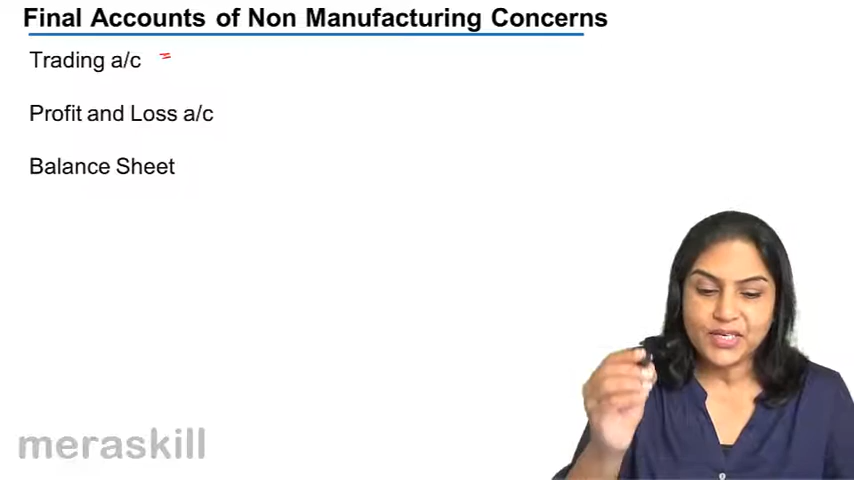 Final Accounts of Non Manufacturing Concerns
Trading a/c =
Profit and Loss a/c
Balance Sheet
meraskill